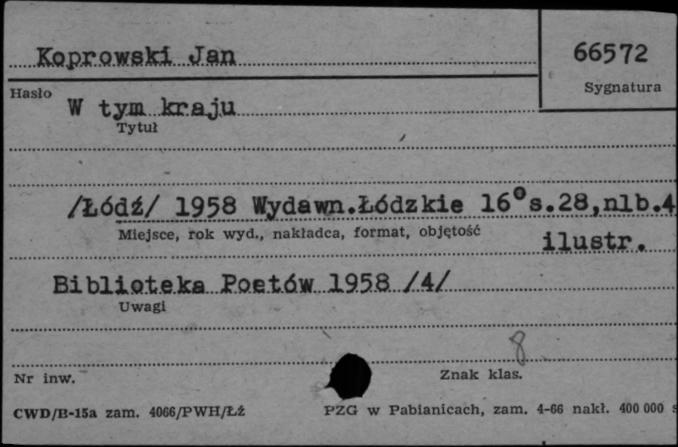 Koprowski Jan
66572
Sygnatura
Hasło
W tym kraju
Tytuł
/Łódź/ 1958 Wydawn.Łódzkie 16° s.28,nlb.4
Miejsce, rok wyd., nakładca, format, objętość
ilustr.
Biblioteka Poetów 1958 /4/
Uwagi
8
Nr inw.
Znak klas.
CWD/B-15a zam. 4066/PWH/Łź
PZG w Pabianicach, zam. 4-66 nakł. 400 000 s